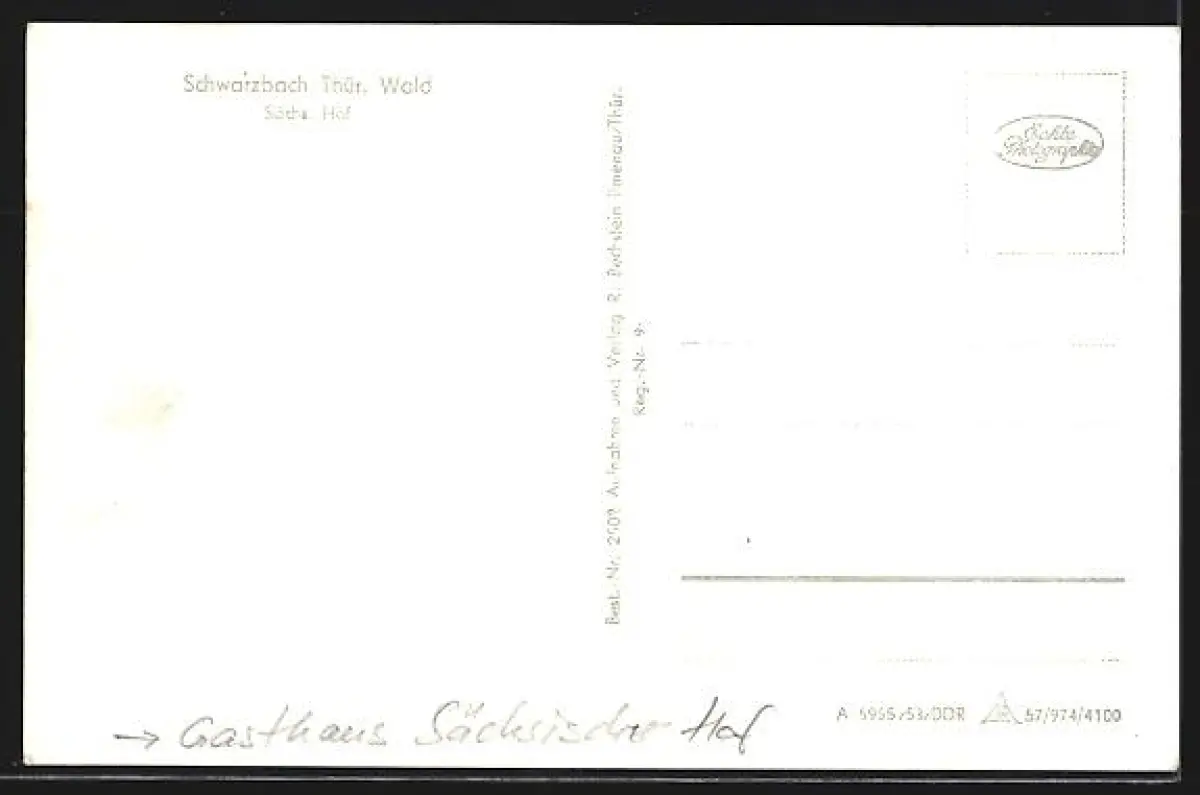 Schwarzbach Thür. Wald
Sächs. Hof
Best.-Nr. 2902 Aufnahme und Verlag R. Bechstein Ilmenau/Thür.
Reg.-Nr. 9
Echte
Photographie
A 5955/53/DDR 57/974/4100
→ Gasthaus Sächsischer Hof